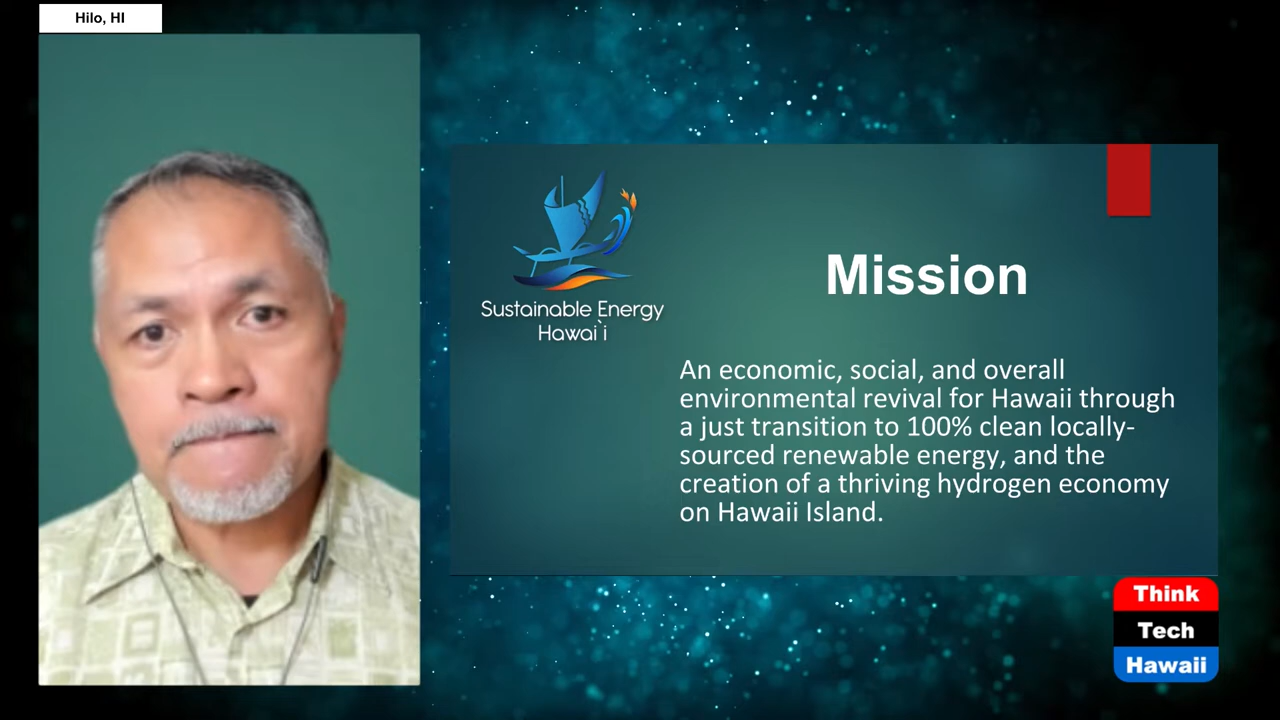 Hilo, HI
Sustainable Energy
Hawai`i
Mission
An economic, social, and overall
environmental revival for Hawaii through
a just transition to 100% clean locally-
sourced renewable energy, and the
creation of a thriving hydrogen economy
on Hawaii Island.
Think
Tech
Hawaii